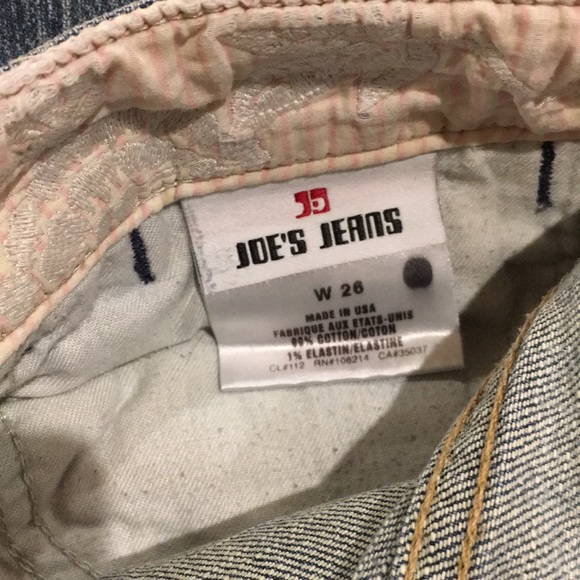 JOE'S JEANS
W 26
MADE IN USA
FABRIQUE AUX ETATS-UNIS
99% COTTON/COTON
1% ELASTIN/ELASTINE
CL#112 RN#106214 CA#35037